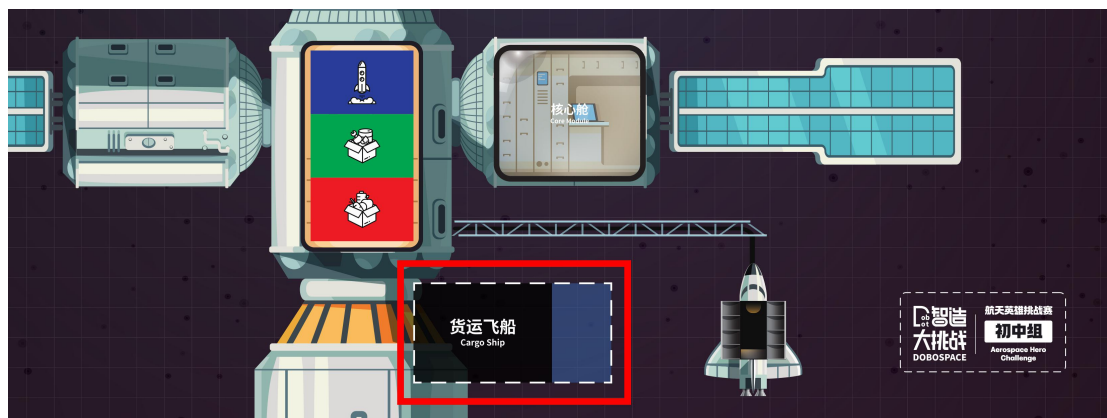 核心舱
Core Module
货运飞船
Cargo Ship
Dobot
智造
大挑战
DOBOSPACE
航天英雄挑战赛
初中组
Aerospace Hero
Challenge